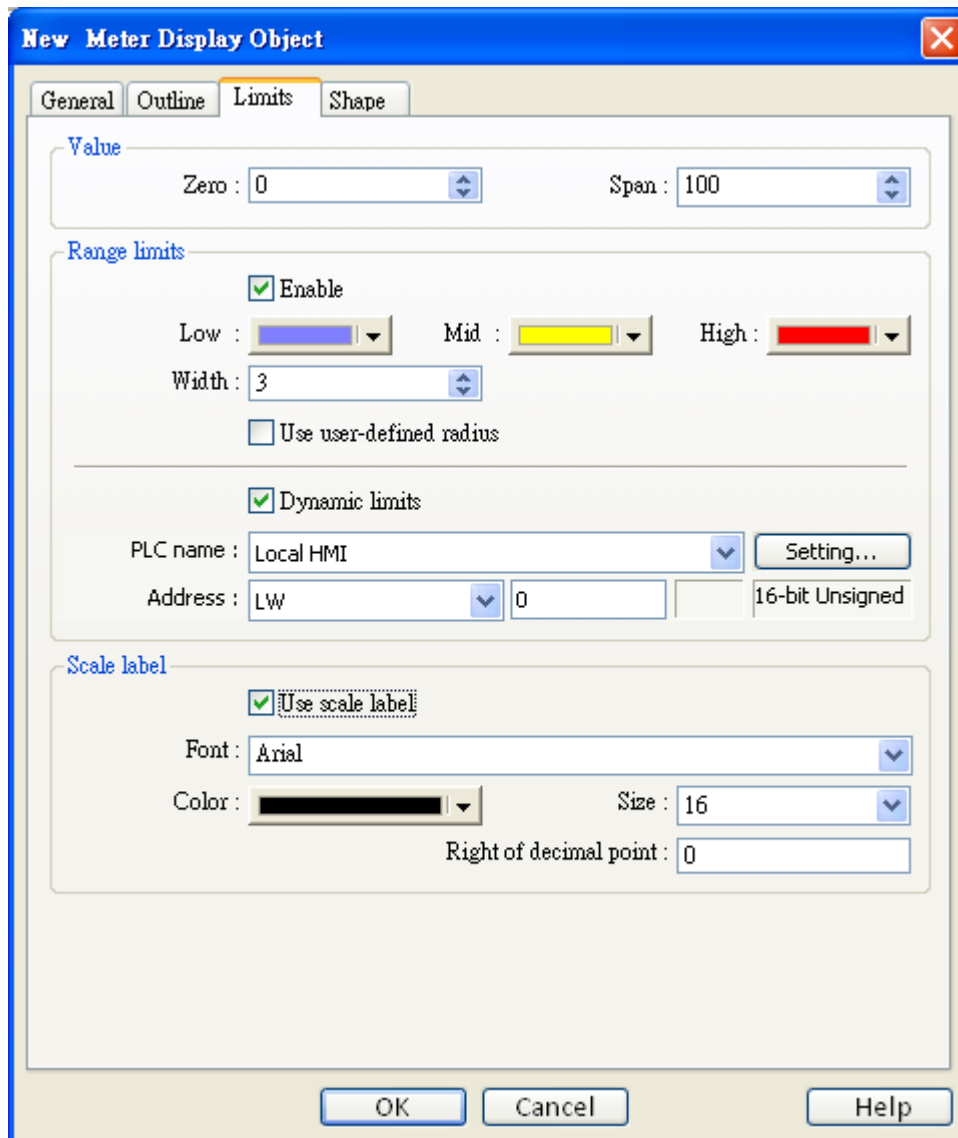 New Meter Display Object
General Outline Limits Shape
Value
Zero : 0 Span : 100
Range limits
Enable
Low : Mid : High :
Width : 3
Use user-defined radius
Dynamic limits
PLC name : Local HMI Setting...
Address : LW 0 16-bit Unsigned
Scale label
Use scale label
Font : Arial
Color : Size : 16
Right of decimal point : 0
OK Cancel Help